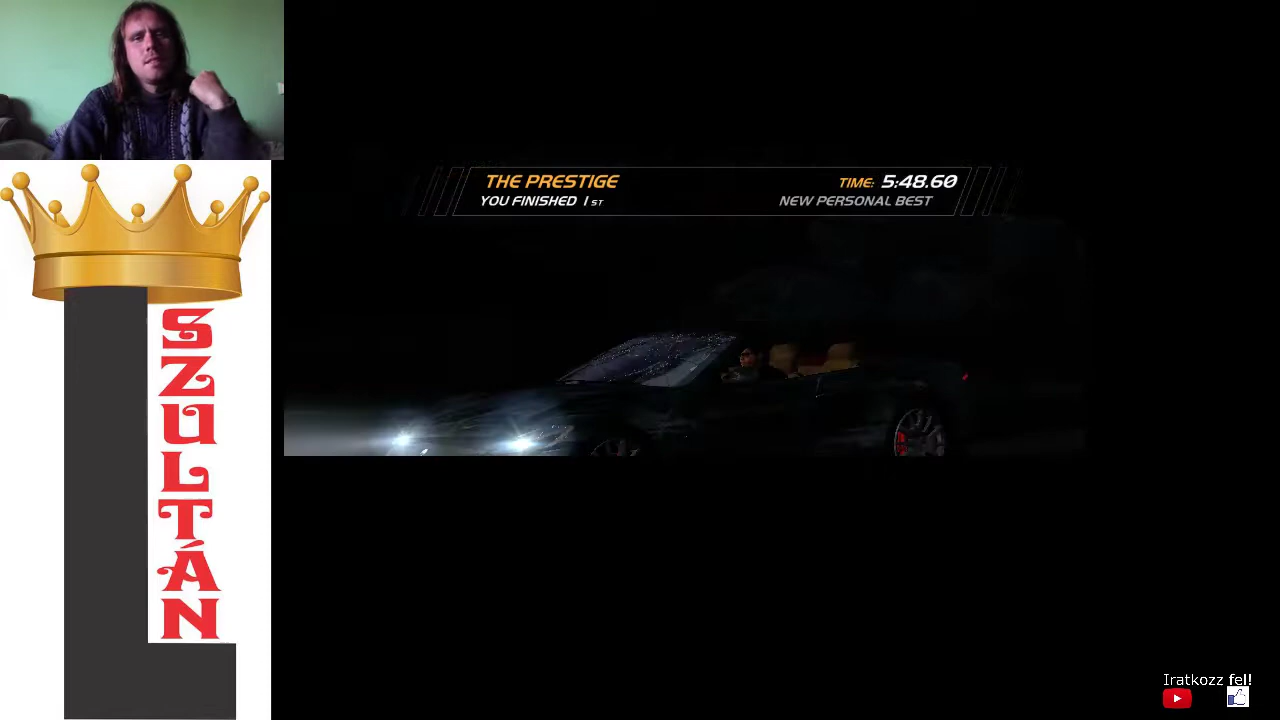 THE PRESTIGE
TIME: 5:48.60
YOU FINISHED 1ST
NEW PERSONAL BEST
L
SZULTÁN
Iratkozz fel!